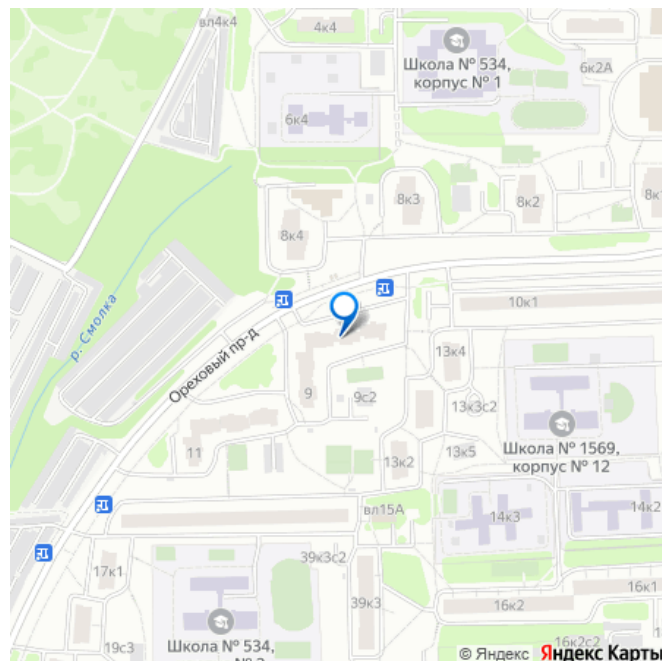 вл4к4
4к4
Школа № 534,
корпус № 1
6к2А
6к4
8к3
8к2
8к4
р. Смолка
10к1
Ореховый пр-д
13к4
9
9с2
13к3с2
Школа № 1569,
корпус № 12
11
13к2
13к5
вл15А
14к3
14к2
39к3с2
17к1
39к3
16к1
16к2
19с3
Школа № 534,
16к2с2
© Яндекс Яндекс Карты